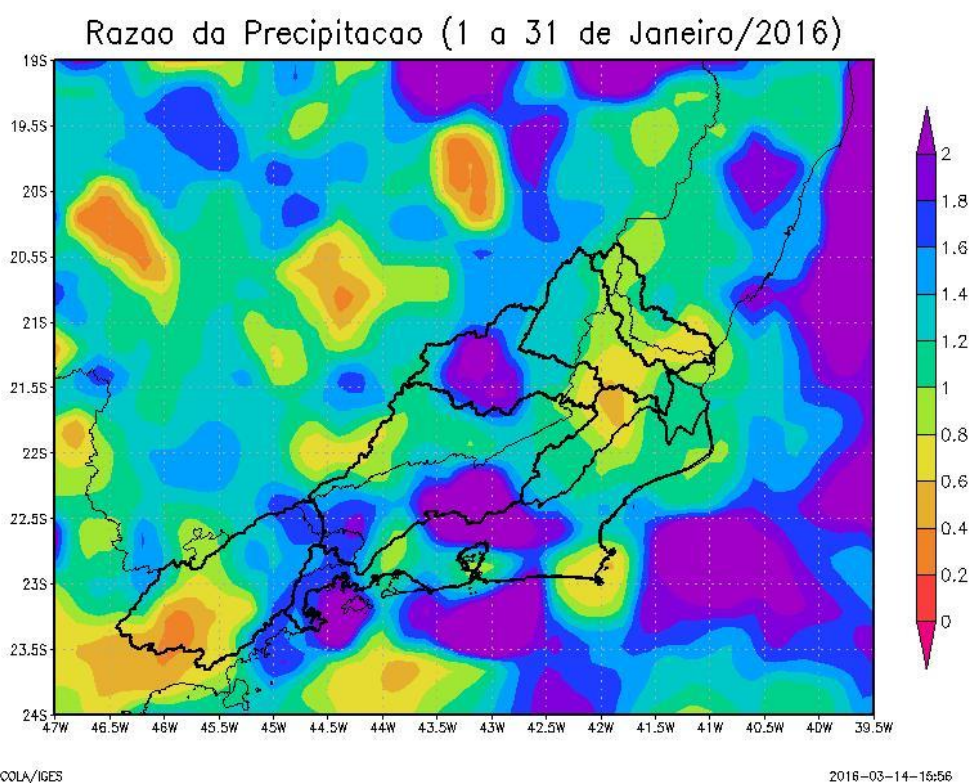 Razao da Precipitacao (1 a 31 de Janeiro/2016)
19S
19.5S
20S
20.5S
21S
21.5S
22S
22.5S
23S
23.5S
24S
47W 46.5W 46W 45.5W 45W 44.5W 44W 43.5W 43W 42.5W 42W 41.5W 41W 40.5W 40W 39.5W
2
1.8
1.6
1.4
1.2
1
0.8
0.6
0.4
0.2
0
COLA/IGES 2016-03-14-15:56